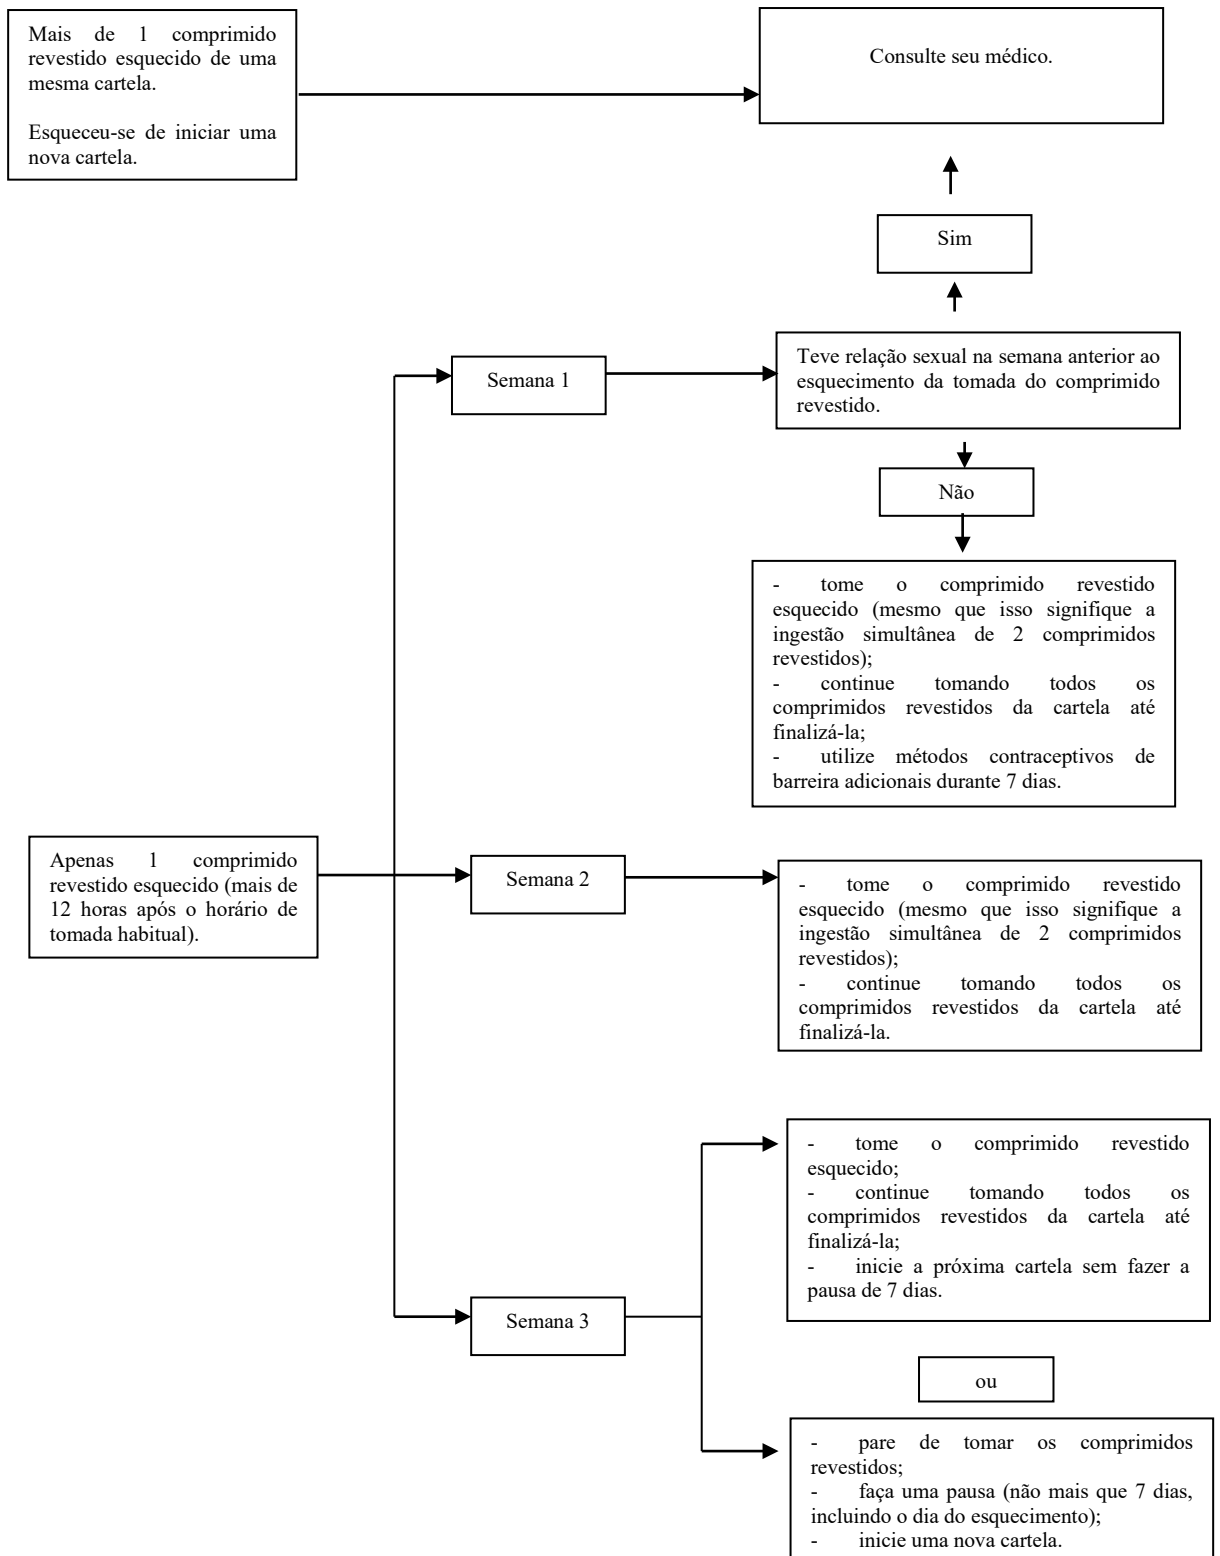 Mais de 1 comprimido
revestido esquecido de uma
mesma cartela.
Esqueceu-se de iniciar uma
nova cartela.
Consulte seu médico.
Sim
Semana 1
Teve relação sexual na semana anterior ao
esquecimento da tomada do comprimido
revestido.
Não
- tome o comprimido revestido
esquecido (mesmo que isso signifique a
ingestão simultânea de 2 comprimidos
revestidos);
- continue tomando todos os
comprimidos revestidos da cartela até
finalizá-la;
- utilize métodos contraceptivos de
barreira adicionais durante 7 dias.
Apenas 1 comprimido
revestido esquecido (mais de
12 horas após o horário de
tomada habitual).
Semana 2
- tome o comprimido revestido
esquecido (mesmo que isso signifique a
ingestão simultânea de 2 comprimidos
revestidos);
- continue tomando todos os
comprimidos revestidos da cartela até
finalizá-la.
Semana 3
- tome o comprimido revestido
esquecido;
- continue tomando todos os
comprimidos revestidos da cartela até
finalizá-la;
- inicie a próxima cartela sem fazer a
pausa de 7 dias.
ou
- pare de tomar os comprimidos
revestidos;
- faça uma pausa (não mais que 7 dias,
incluindo o dia do esquecimento);
- inicie uma nova cartela.